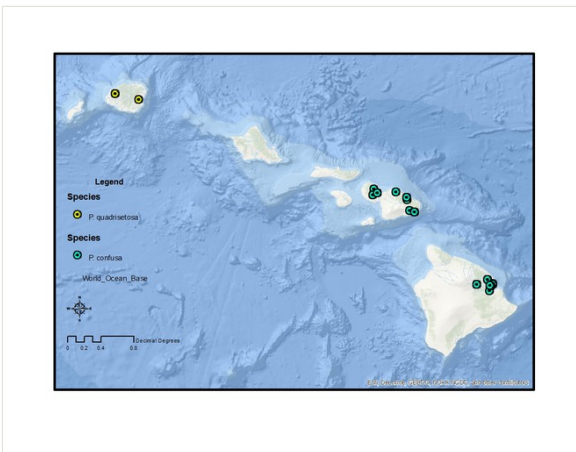 Legend
Species
P. quadrisetosa
Species
P. confusa
World_Ocean_Base
Decimal Degrees
0 0.2 0.4 0.8